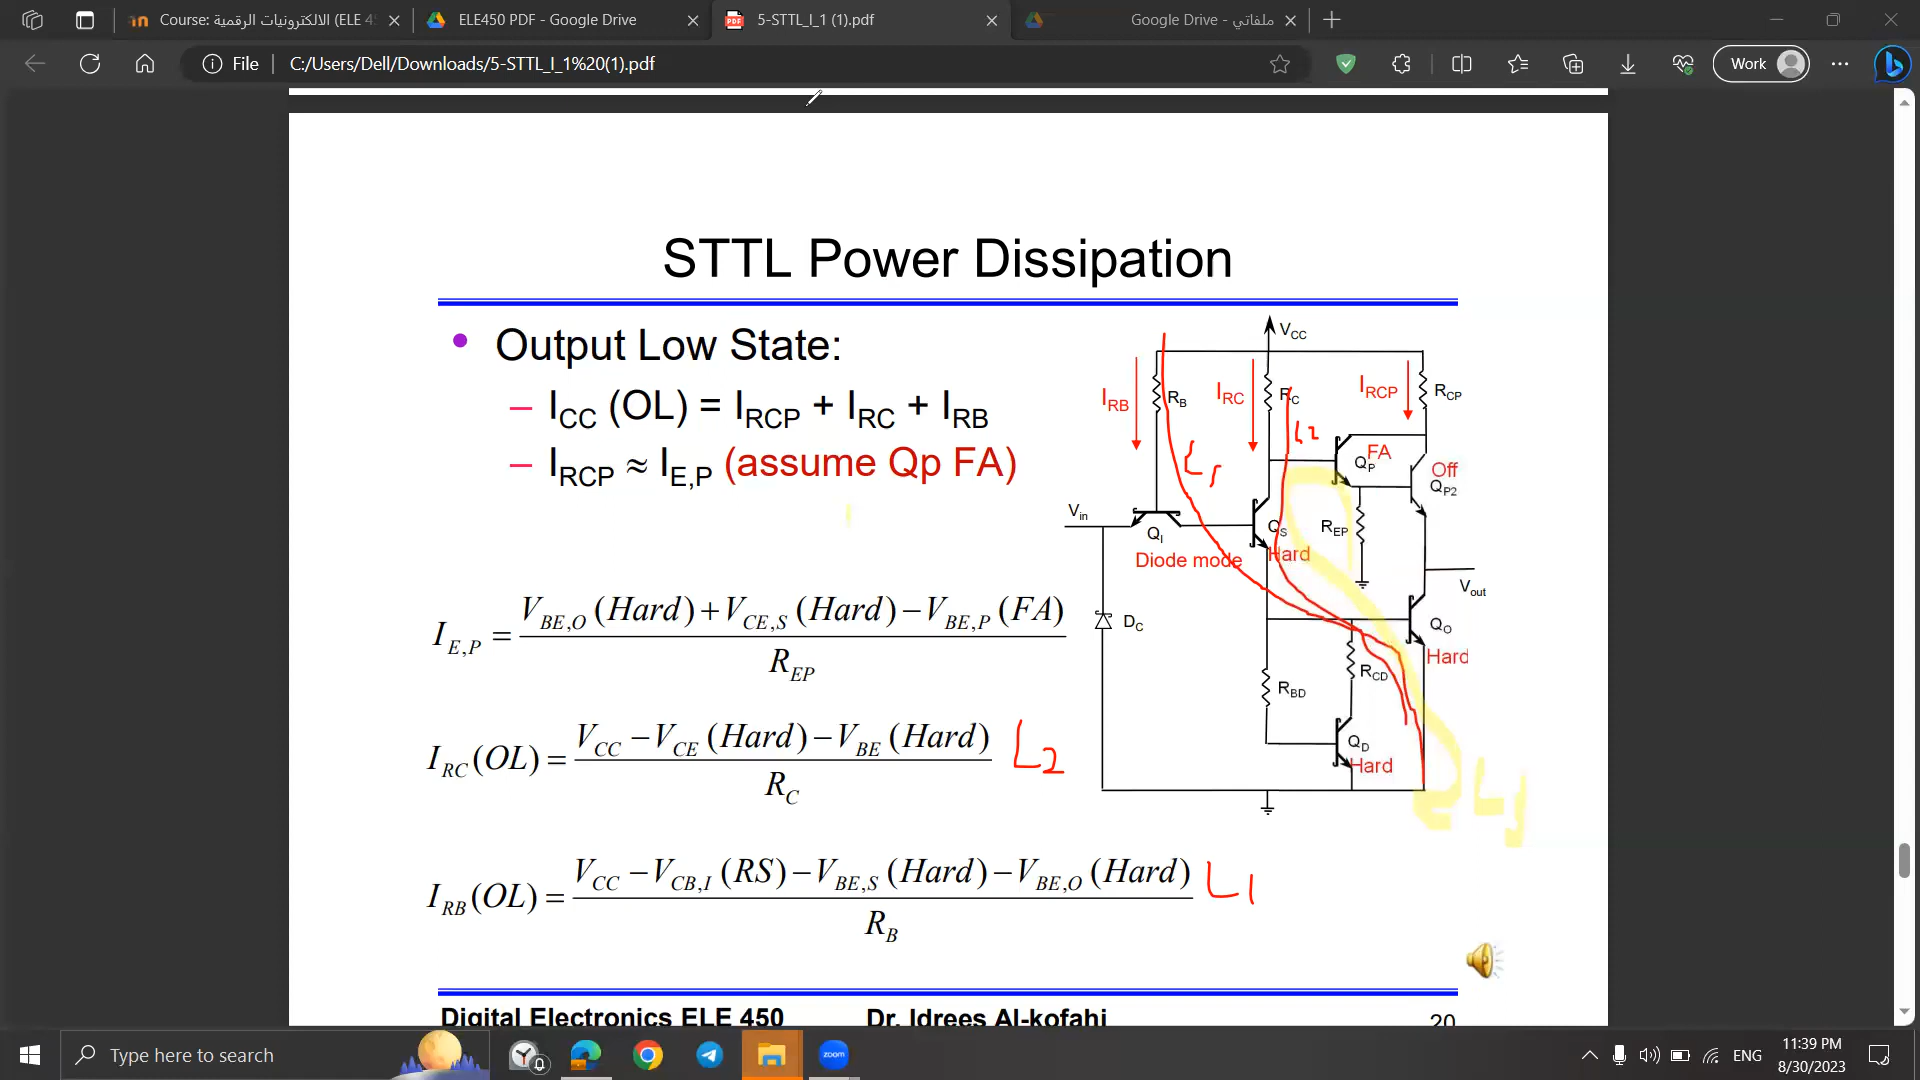 Course: الالكترونيات الرقمية (ELE 4
ELE450 PDF - Google Drive
5-STTL_I_1 (1).pdf
ملفاتي - Google Drive
File
C:/Users/Dell/Downloads/5-STTL_I_1%20(1).pdf
Work
STTL Power Dissipation
• Output Low State:
– ICC (OL) = IRCP + IRC + IRB
– IRCP ≈ IE,P (assume Qp FA)
IE,P = VBE,O (Hard) + VCE,S (Hard) − VBE,P (FA)
REP
IRC (OL) = VCC − VCE (Hard) − VBE (Hard)
RC
L2
IRB (OL) = VCC − VCB,I (RS) − VBE,S (Hard) − VBE,O (Hard)
RB
L1
VCC
IRB
RB
IRC
RC
IRCP
RCP
L2
FA
QP
Off
QP2
Vin
QI
QS
REP
Diode mode
Hard
Vout
DC
QO
Hard
RCD
RBD
QD
Hard
Digital Electronics ELE 450
Dr. Idrees Al-kofahi
20
Type here to search
zoom
ENG
11:39 PM
8/30/2023